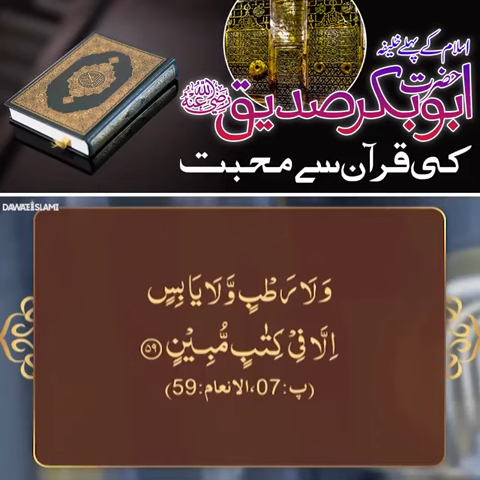 اسلام کے پہلے خلیفہ
حضرت
ابوبکر صدیق رضی اللہ عنہ
کی قرآن سے محبت
DAWATEISLAMI
وَلَا رَطْبٍ وَّلَا یَابِسٍ
اِلَّا فِیْ كِتٰبٍ مُّبِیْنٍ ۝۵۹
(پ:07،الانعام:59)